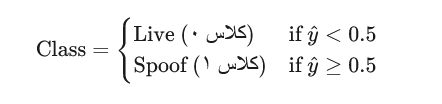 Class = { Live (کلاس ۰) if ŷ < 0.5
Spoof (کلاس ۱) if ŷ ≥ 0.5